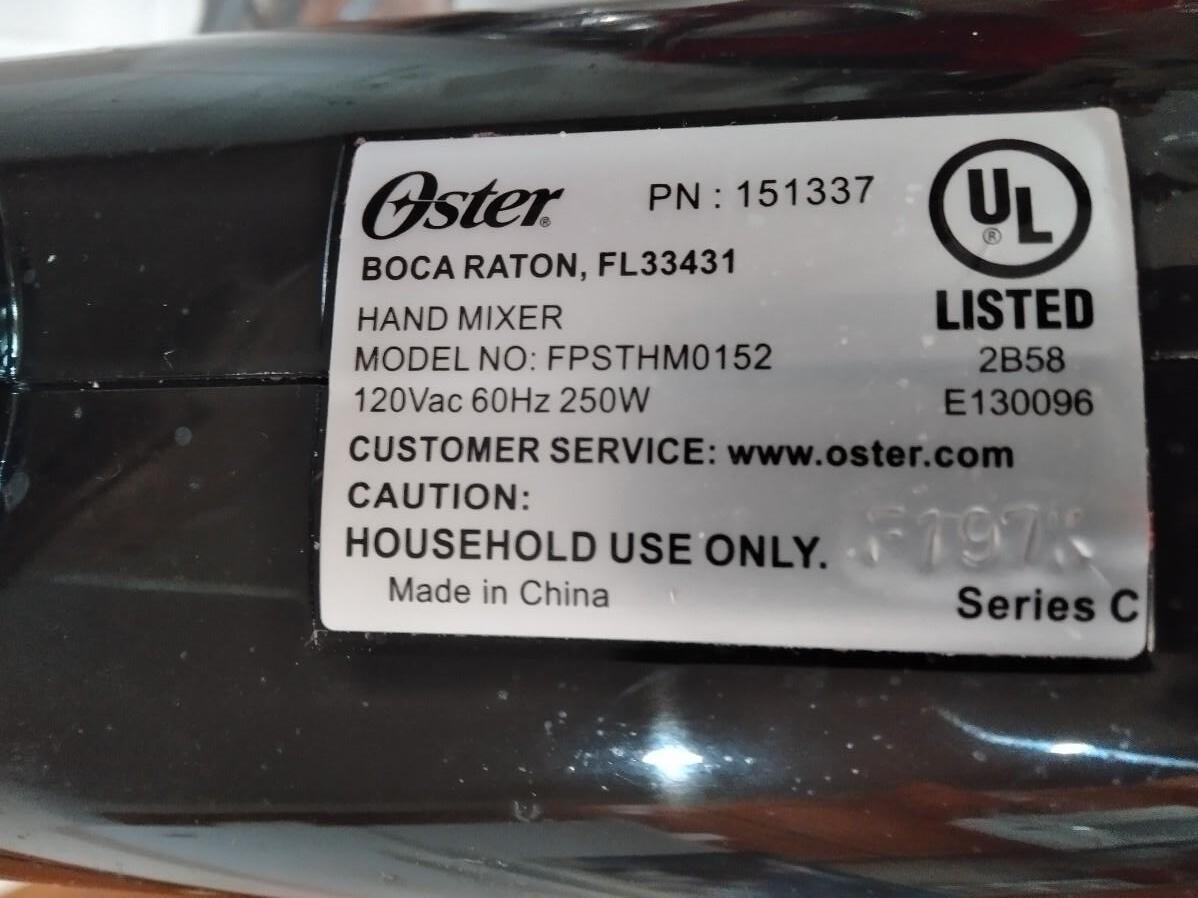 Oster®
PN : 151337
BOCA RATON, FL33431
HAND MIXER
MODEL NO: FPSTHM0152
120Vac 60Hz 250W
UL
®
LISTED
2B58
E130096
CUSTOMER SERVICE: www.oster.com
CAUTION:
HOUSEHOLD USE ONLY.
F197K
Made in China
Series C